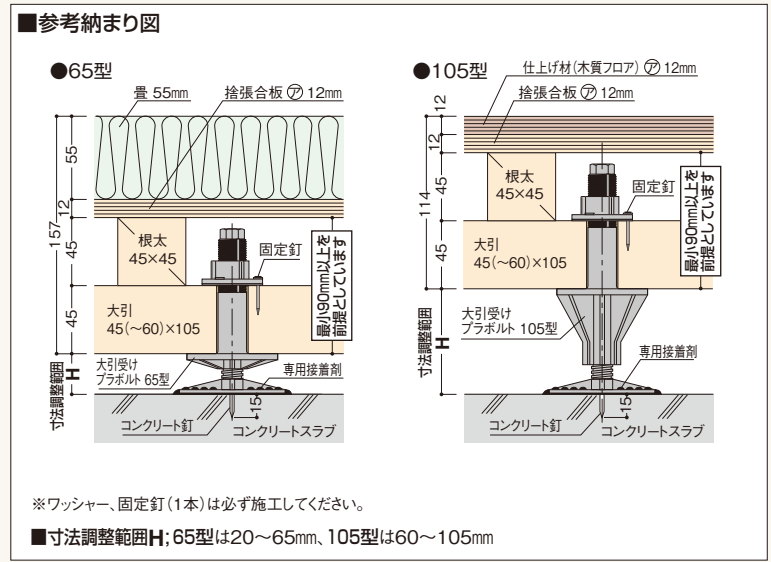 ■参考納まり図
●65型
畳 55mm
捨張合板 ㋐ 12mm
157
55
12
45
45
根太
45×45
固定釘
最小90mm以上を
前提としています
大引
45(〜60)×105
大引受け
プラボルト 65型
専用接着剤
寸法調整範囲
H
15
コンクリート釘
コンクリートスラブ
●105型
仕上げ材(木質フロア) ㋐ 12mm
捨張合板 ㋐ 12mm
12
12
114
45
45
根太
45×45
固定釘
最小90mm以上を
前提としています
大引
45(〜60)×105
大引受け
プラボルト 105型
専用接着剤
寸法調整範囲
H
15
コンクリート釘
コンクリートスラブ
※ワッシャー、固定釘(1本)は必ず施工してください。
■寸法調整範囲H;65型は20〜65mm、105型は60〜105mm